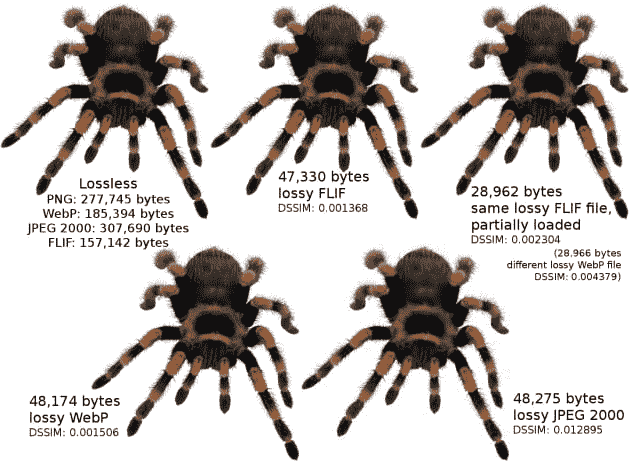 Lossless
PNG: 277,745 bytes
WebP: 185,394 bytes
JPEG 2000: 307,690 bytes
FLIF: 157,142 bytes
47,330 bytes
lossy FLIF
DSSIM: 0.001368
28,962 bytes
same lossy FLIF file,
partially loaded
DSSIM: 0.002304
(28.966 bytes
different lossy WebP file
DSSIM: 0.004379)
48,174 bytes
lossy WebP
DSSIM: 0.001506
48,275 bytes
lossy JPEG 2000
DSSIM: 0.012895